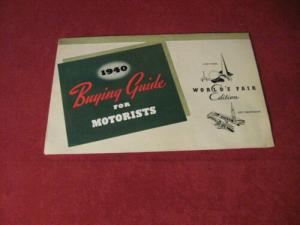 1940
Buying Guide
FOR
MOTORISTS
WORLD'S FAIR
Edition